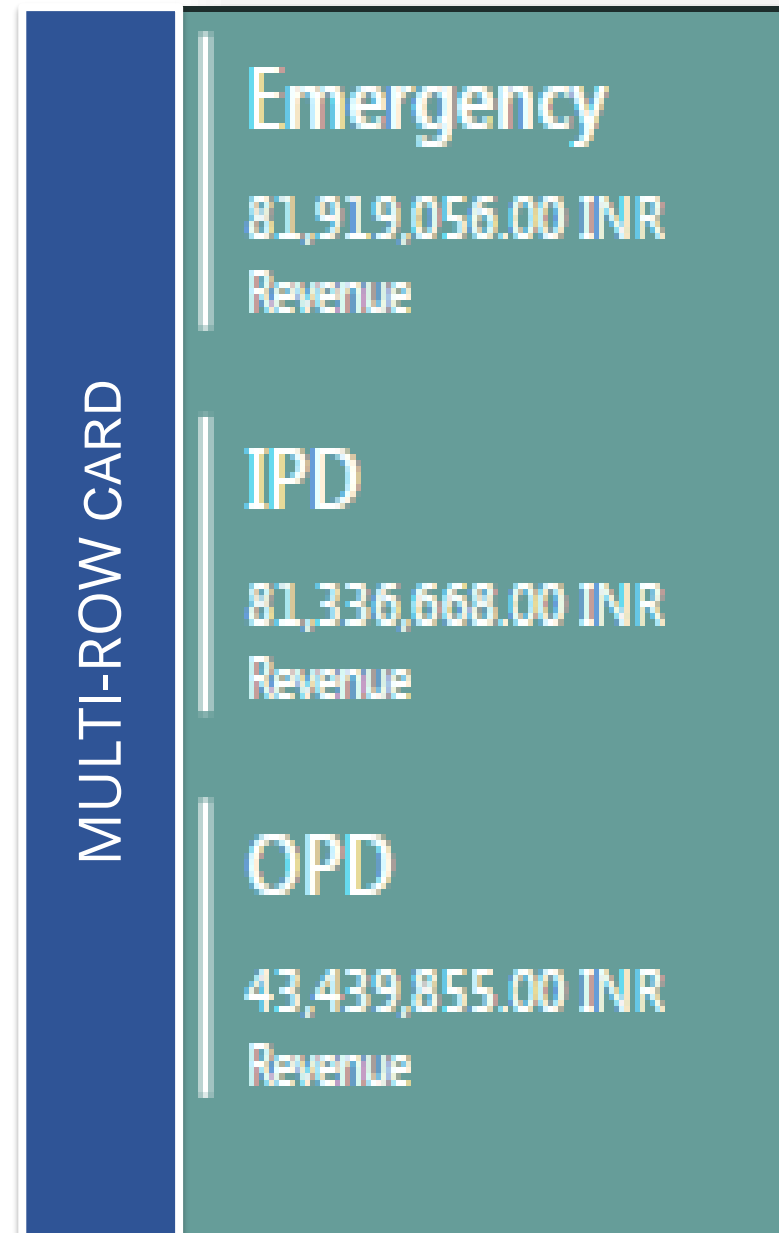 MULTI-ROW CARD
Emergency
81,919,056.00 INR
Revenue
IPD
81,336,668.00 INR
Revenue
OPD
43,439,855.00 INR
Revenue